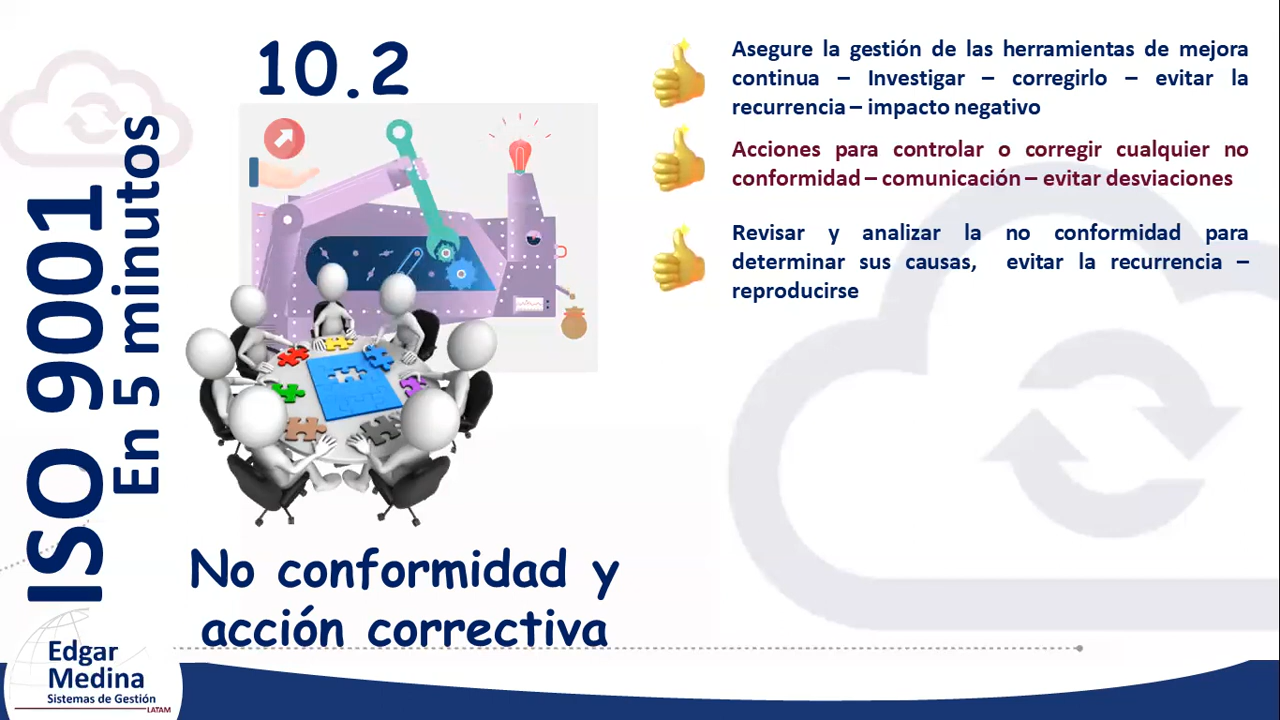 ISO 9001
En 5 minutos
10.2
No conformidad y
acción correctiva
Asegure la gestión de las herramientas de mejora
continua – Investigar – corregirlo – evitar la
recurrencia – impacto negativo
Acciones para controlar o corregir cualquier no
conformidad – comunicación – evitar desviaciones
Revisar y analizar la no conformidad para
determinar sus causas, evitar la recurrencia –
reproducirse
Edgar
Medina
Sistemas de Gestión
LATAM